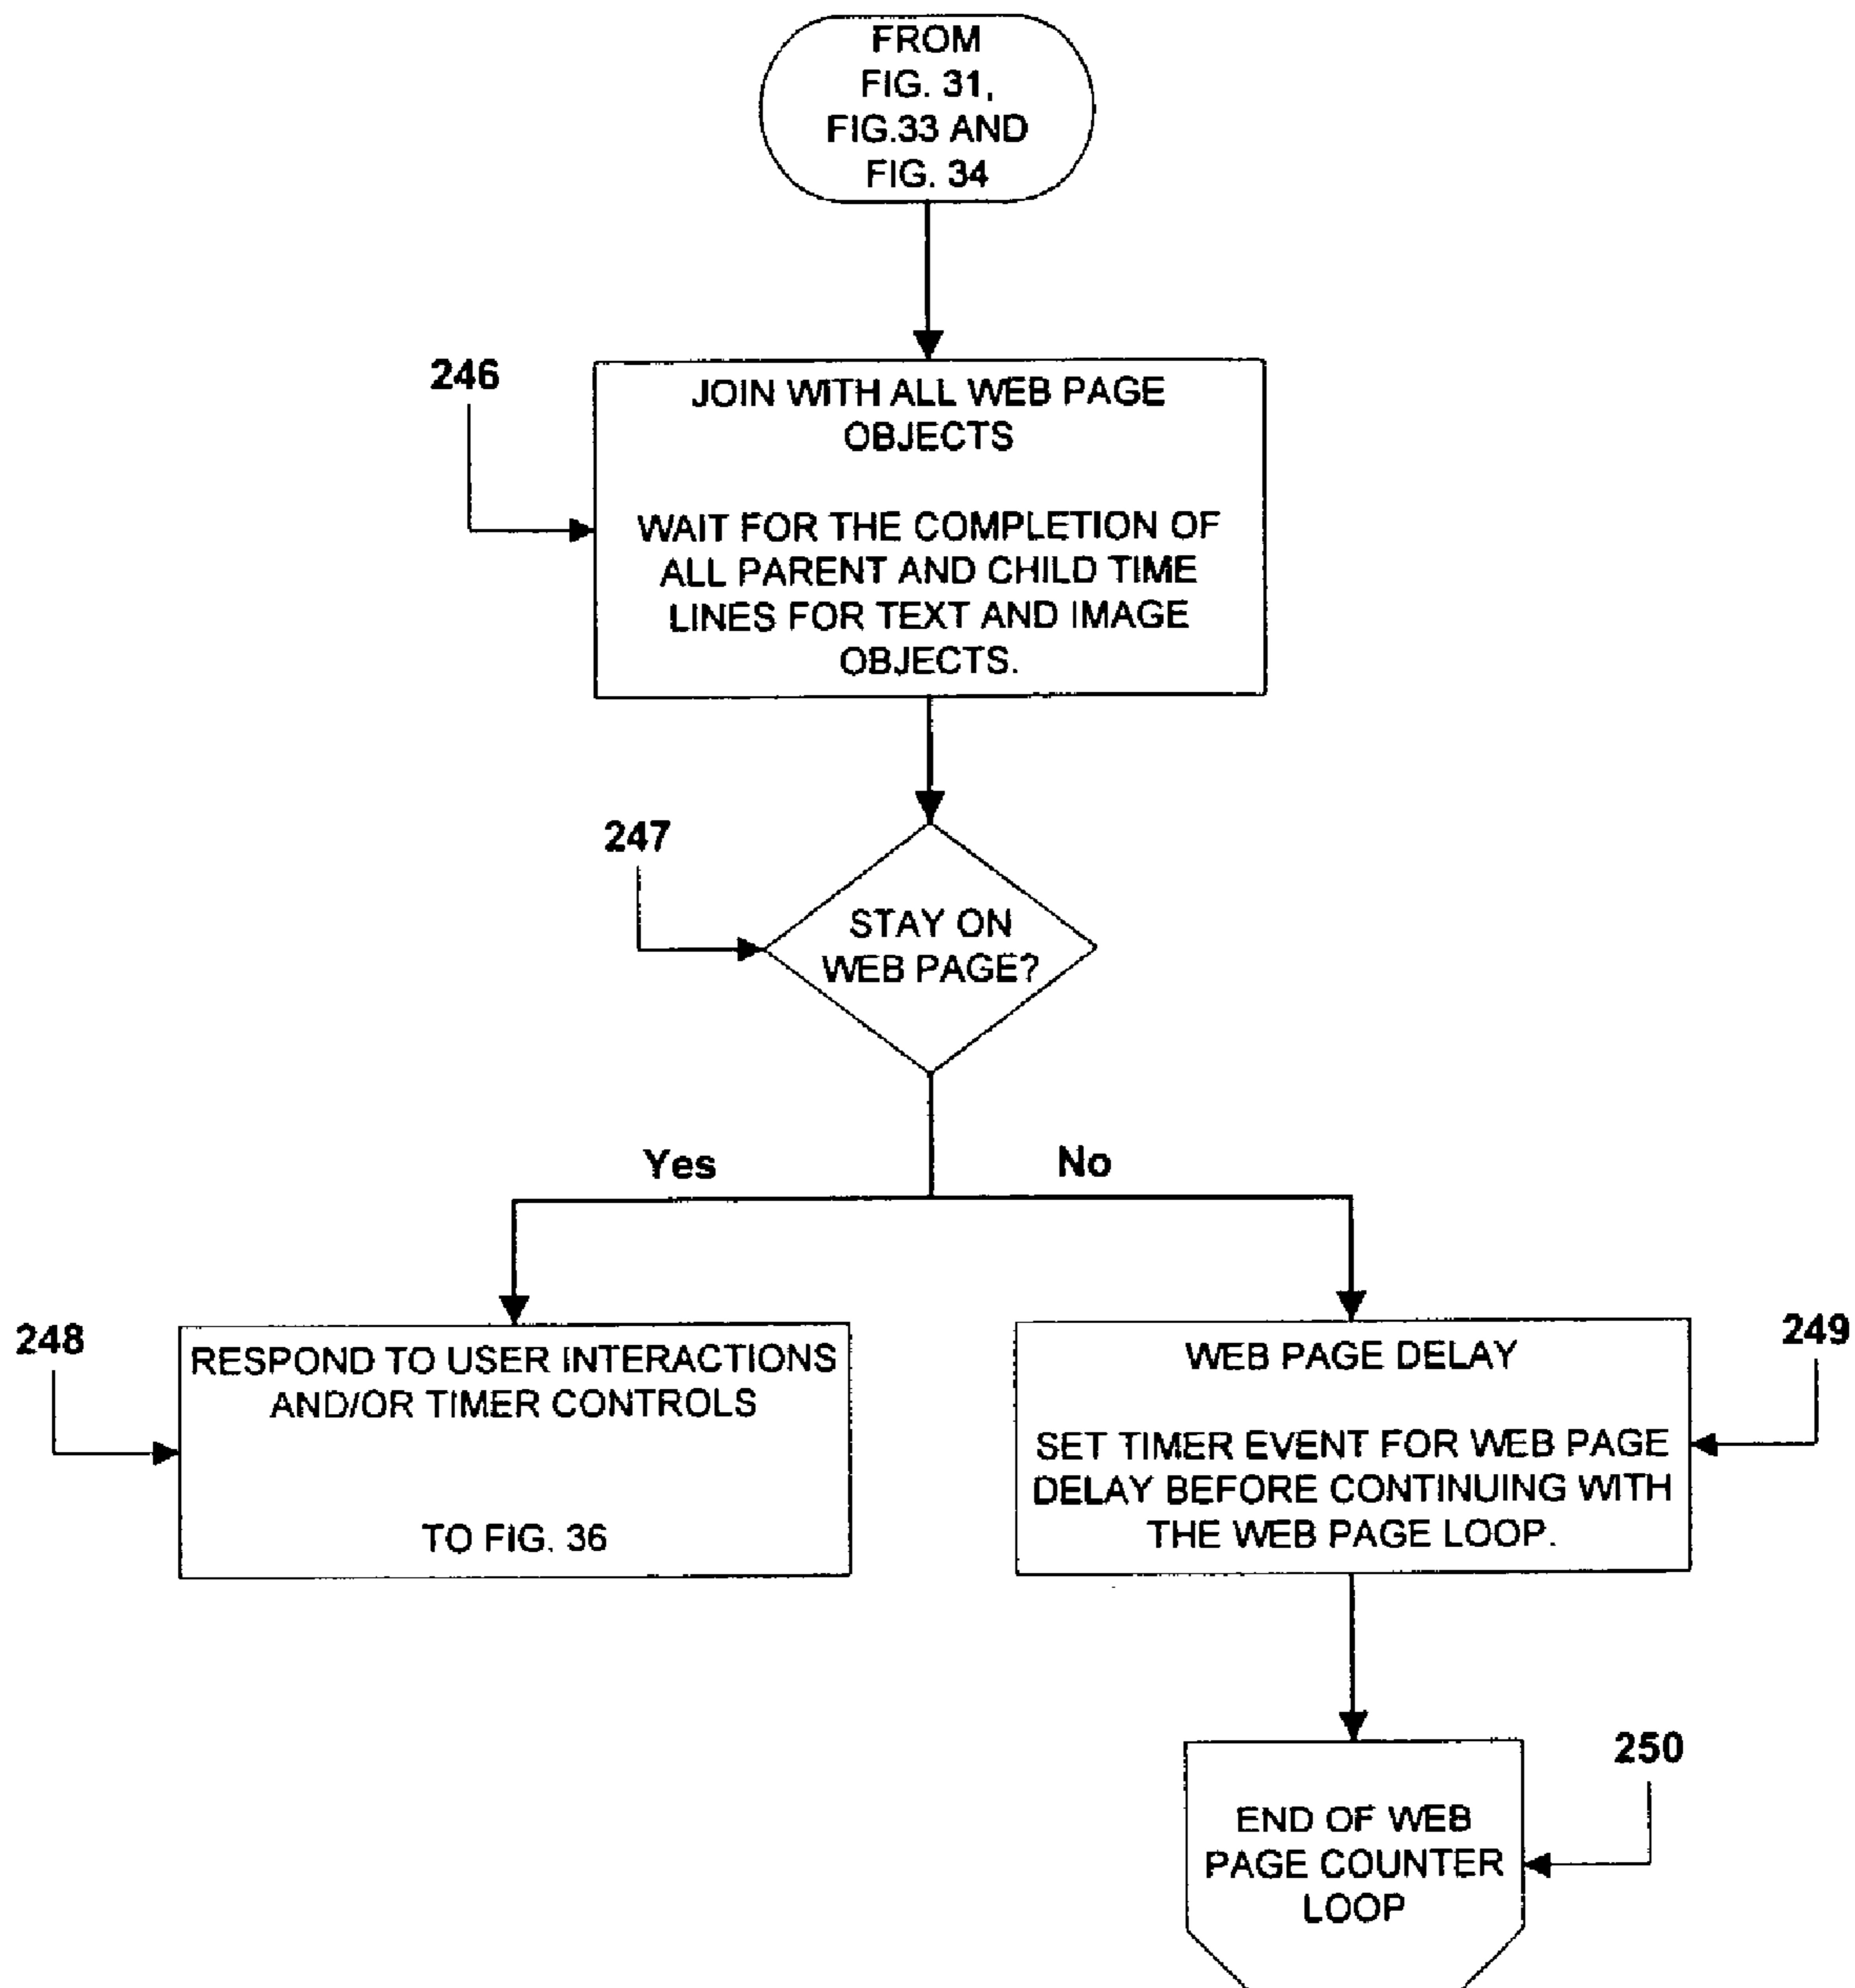 FROM
FIG. 31,
FIG.33 AND
FIG. 34
246
JOIN WITH ALL WEB PAGE
OBJECTS
WAIT FOR THE COMPLETION OF
ALL PARENT AND CHILD TIME
LINES FOR TEXT AND IMAGE
OBJECTS.
247
STAY ON
WEB PAGE?
Yes
No
248
RESPOND TO USER INTERACTIONS
AND/OR TIMER CONTROLS
TO FIG. 36
249
WEB PAGE DELAY
SET TIMER EVENT FOR WEB PAGE
DELAY BEFORE CONTINUING WITH
THE WEB PAGE LOOP.
250
END OF WEB
PAGE COUNTER
LOOP